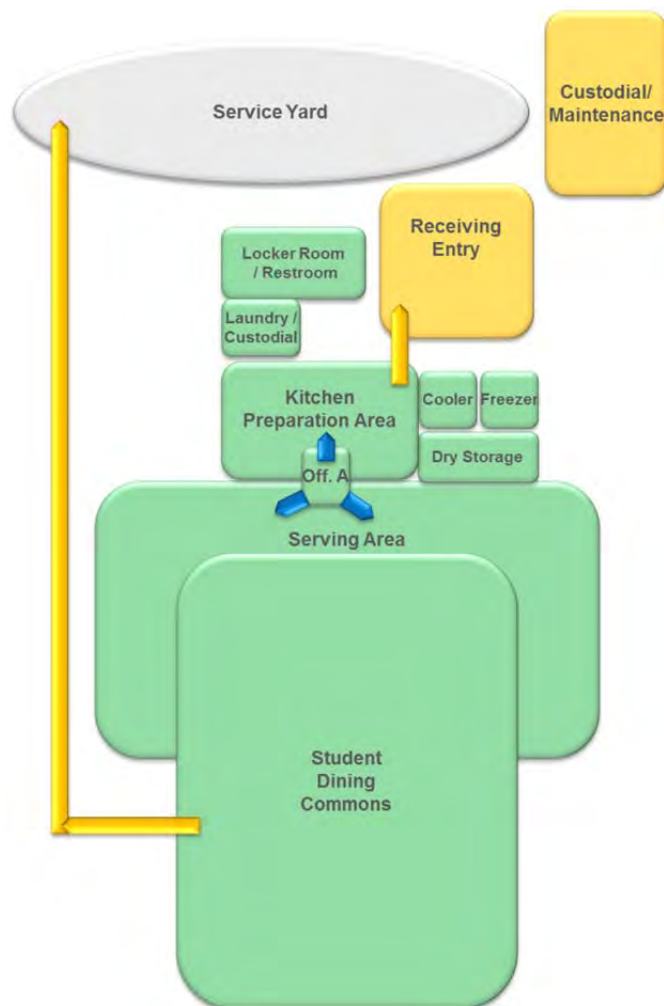 Service Yard
Custodial/
Maintenance
Receiving
Entry
Locker Room
/ Restroom
Laundry /
Custodial
Kitchen
Preparation Area
Cooler
Freezer
Dry Storage
Off. A
Serving Area
Student
Dining
Commons